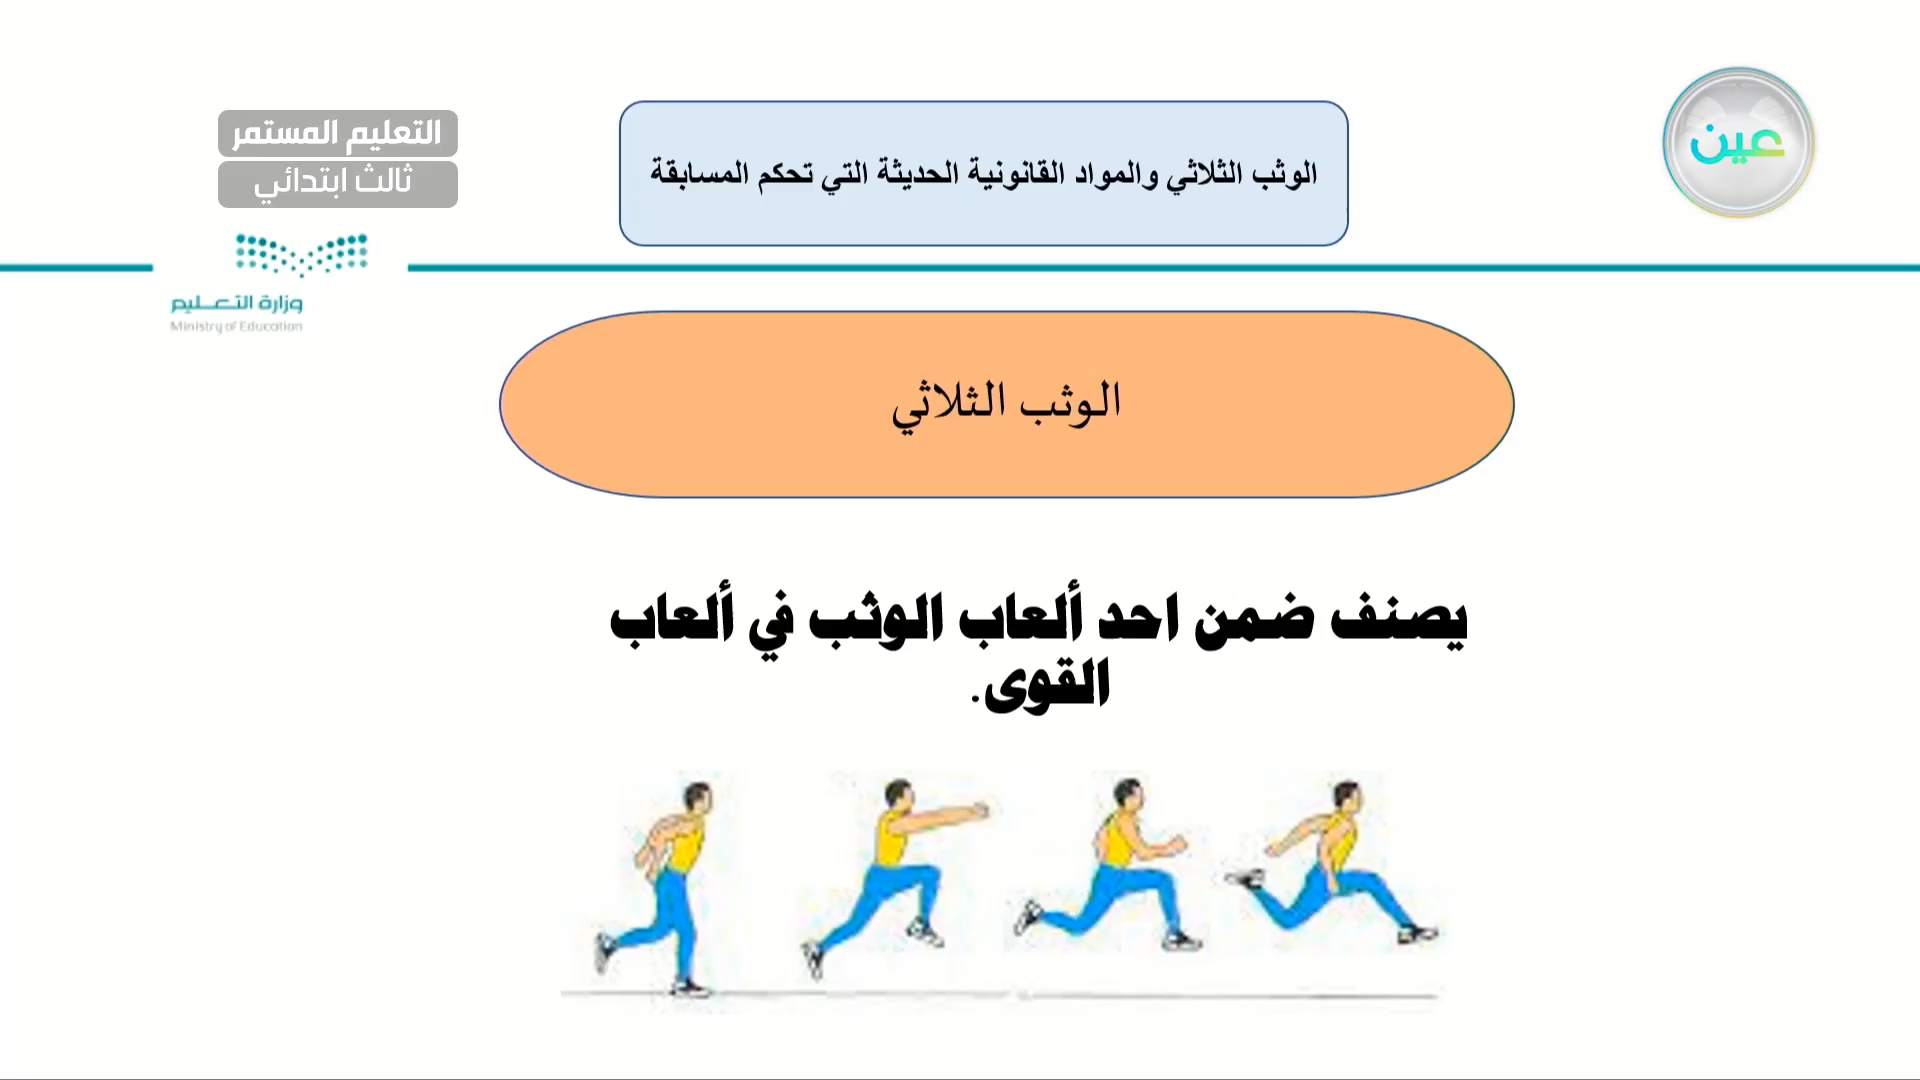 التعليم المستمر
ثالث ابتدائي
الوثب الثلاثي والمواد القانونية الحديثة التي تحكم المسابقة
عين
وزارة التعـليم
Ministry of Education
الوثب الثلاثي
يصنف ضمن احد ألعاب الوثب في ألعاب
القوى.